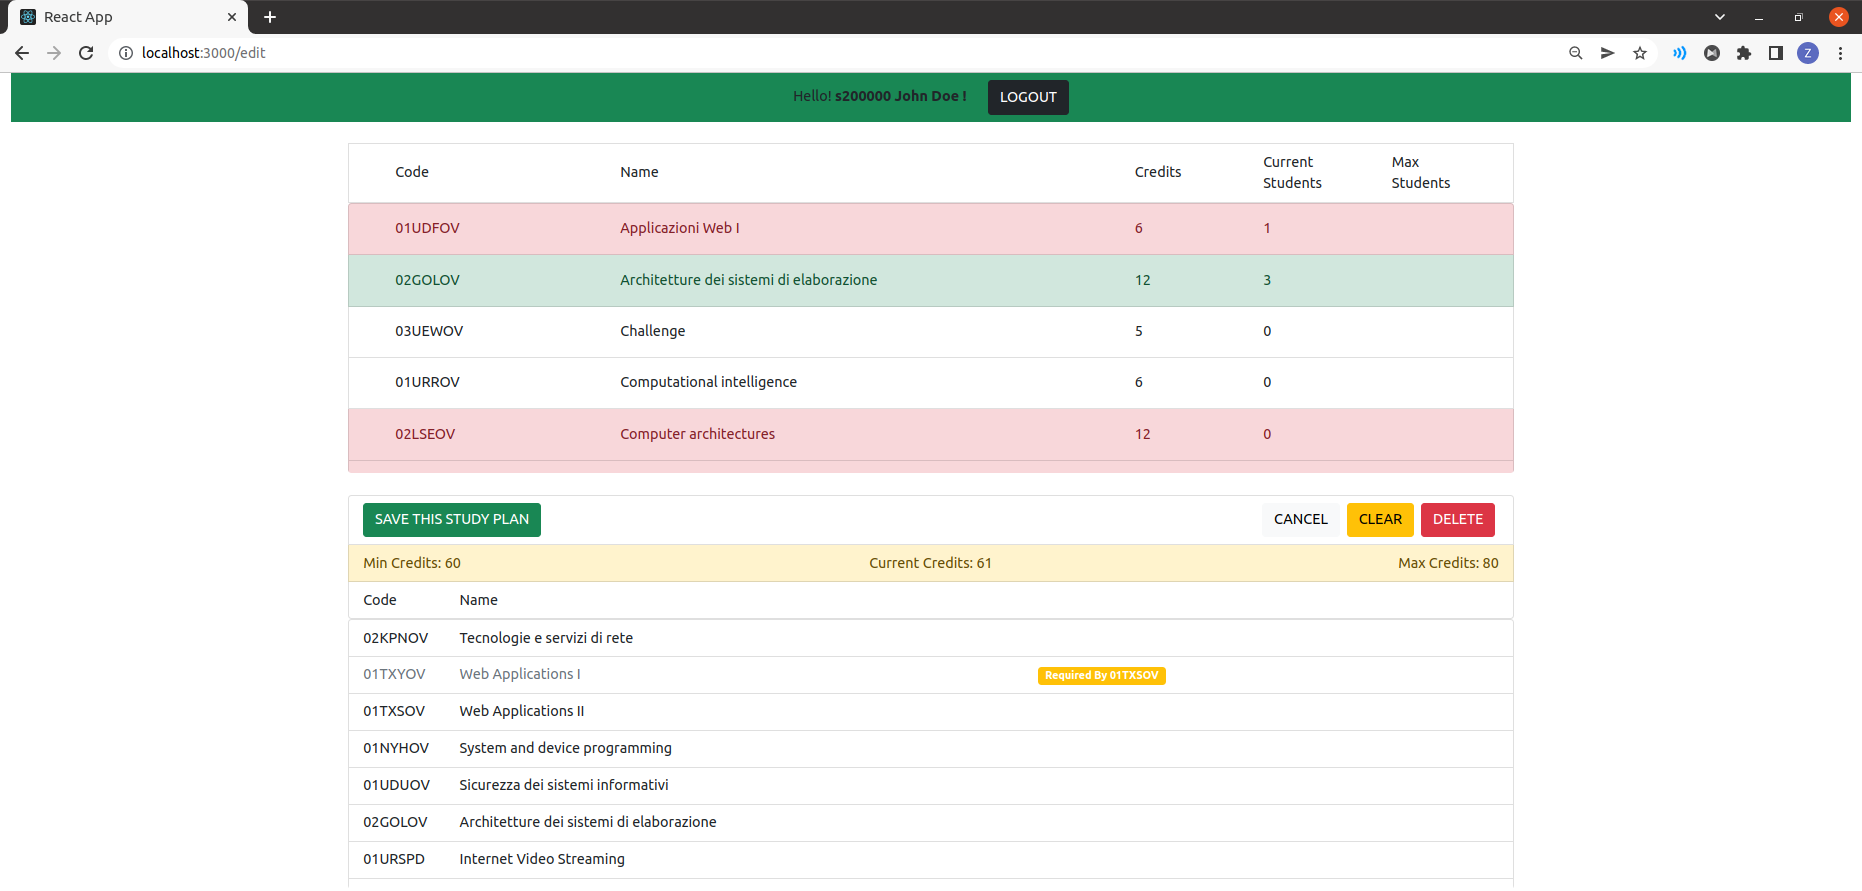 React App
localhost:3000/edit
Z
Hello! s200000 John Doe ! LOGOUT
Code Name Credits Current Students Max Students
01UDFOV Applicazioni Web I 6 1
02GOLOV Architetture dei sistemi di elaborazione 12 3
03UEWOV Challenge 5 0
01URROV Computational intelligence 6 0
02LSEOV Computer architectures 12 0
SAVE THIS STUDY PLAN CANCEL CLEAR DELETE
Min Credits: 60 Current Credits: 61 Max Credits: 80
Code Name
02KPNOV Tecnologie e servizi di rete
01TXYOV Web Applications I Required By 01TXSOV
01TXSOV Web Applications II
01NYHOV System and device programming
01UDUOV Sicurezza dei sistemi informativi
02GOLOV Architetture dei sistemi di elaborazione
01URSPD Internet Video Streaming